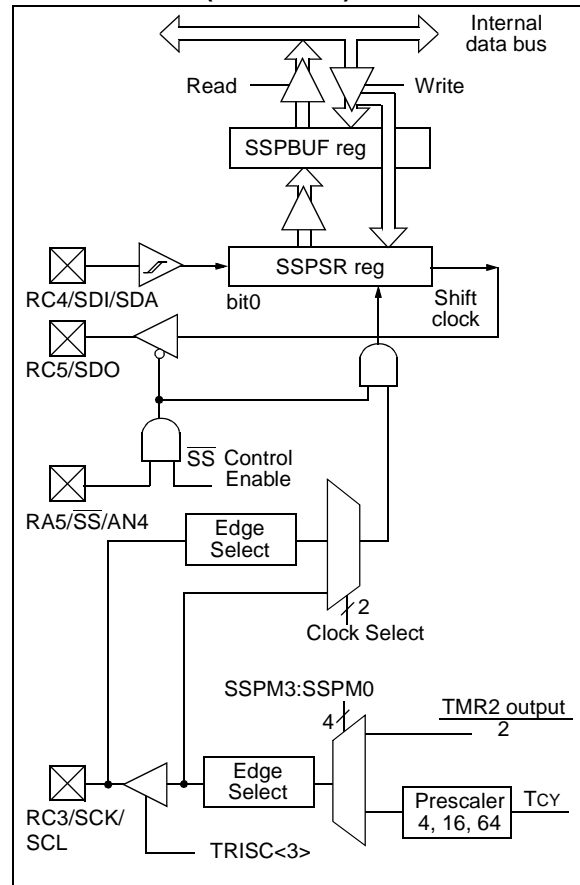 Internal
data bus
Read
Write
SSPBUF reg
SSPSR reg
RC4/SDI/SDA
bit0
Shift
clock
RC5/SDO
SS Control
Enable
RA5/SS/AN4
Edge
Select
2
Clock Select
SSPM3:SSPM0
TMR2 output
4
2
Edge
Select
Prescaler
4, 16, 64
TCY
RC3/SCK/
SCL
TRISC<3>